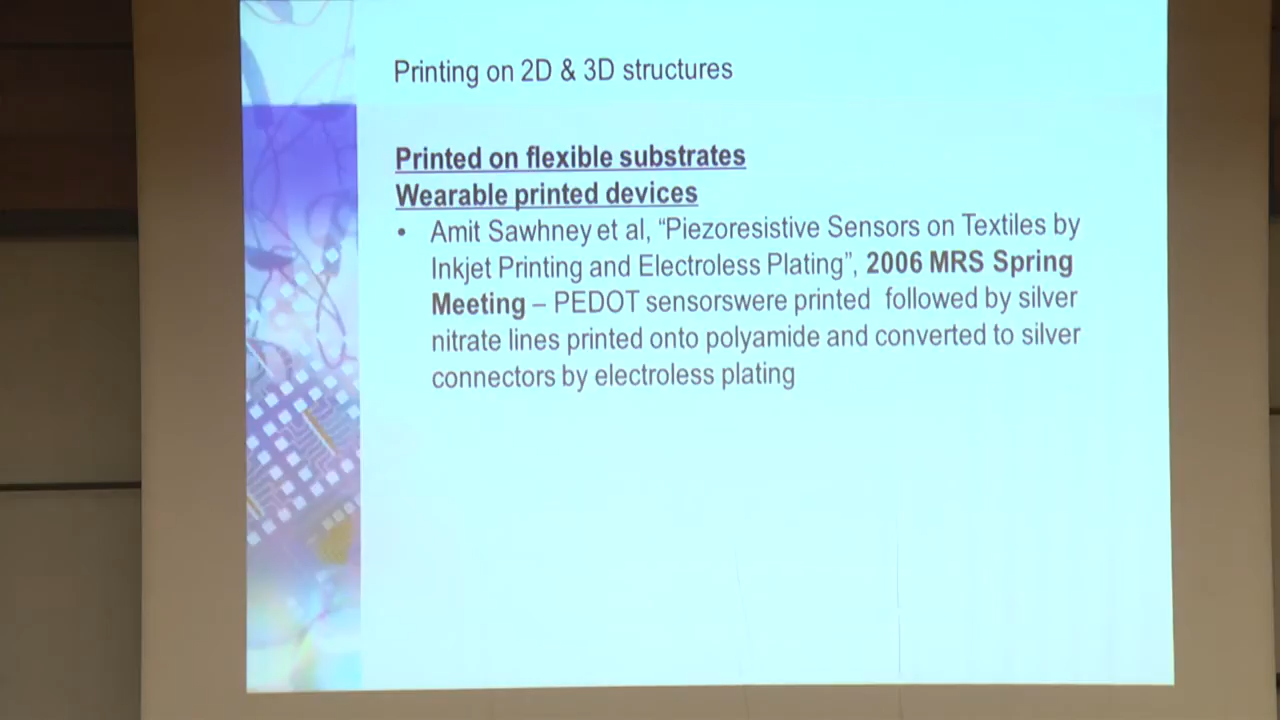 Printing on 2D & 3D structures
Printed on flexible substrates
Wearable printed devices
• Amit Sawhney et al, “Piezoresistive Sensors on Textiles by
Inkjet Printing and Electroless Plating”, 2006 MRS Spring
Meeting – PEDOT sensorswere printed followed by silver
nitrate lines printed onto polyamide and converted to silver
connectors by electroless plating